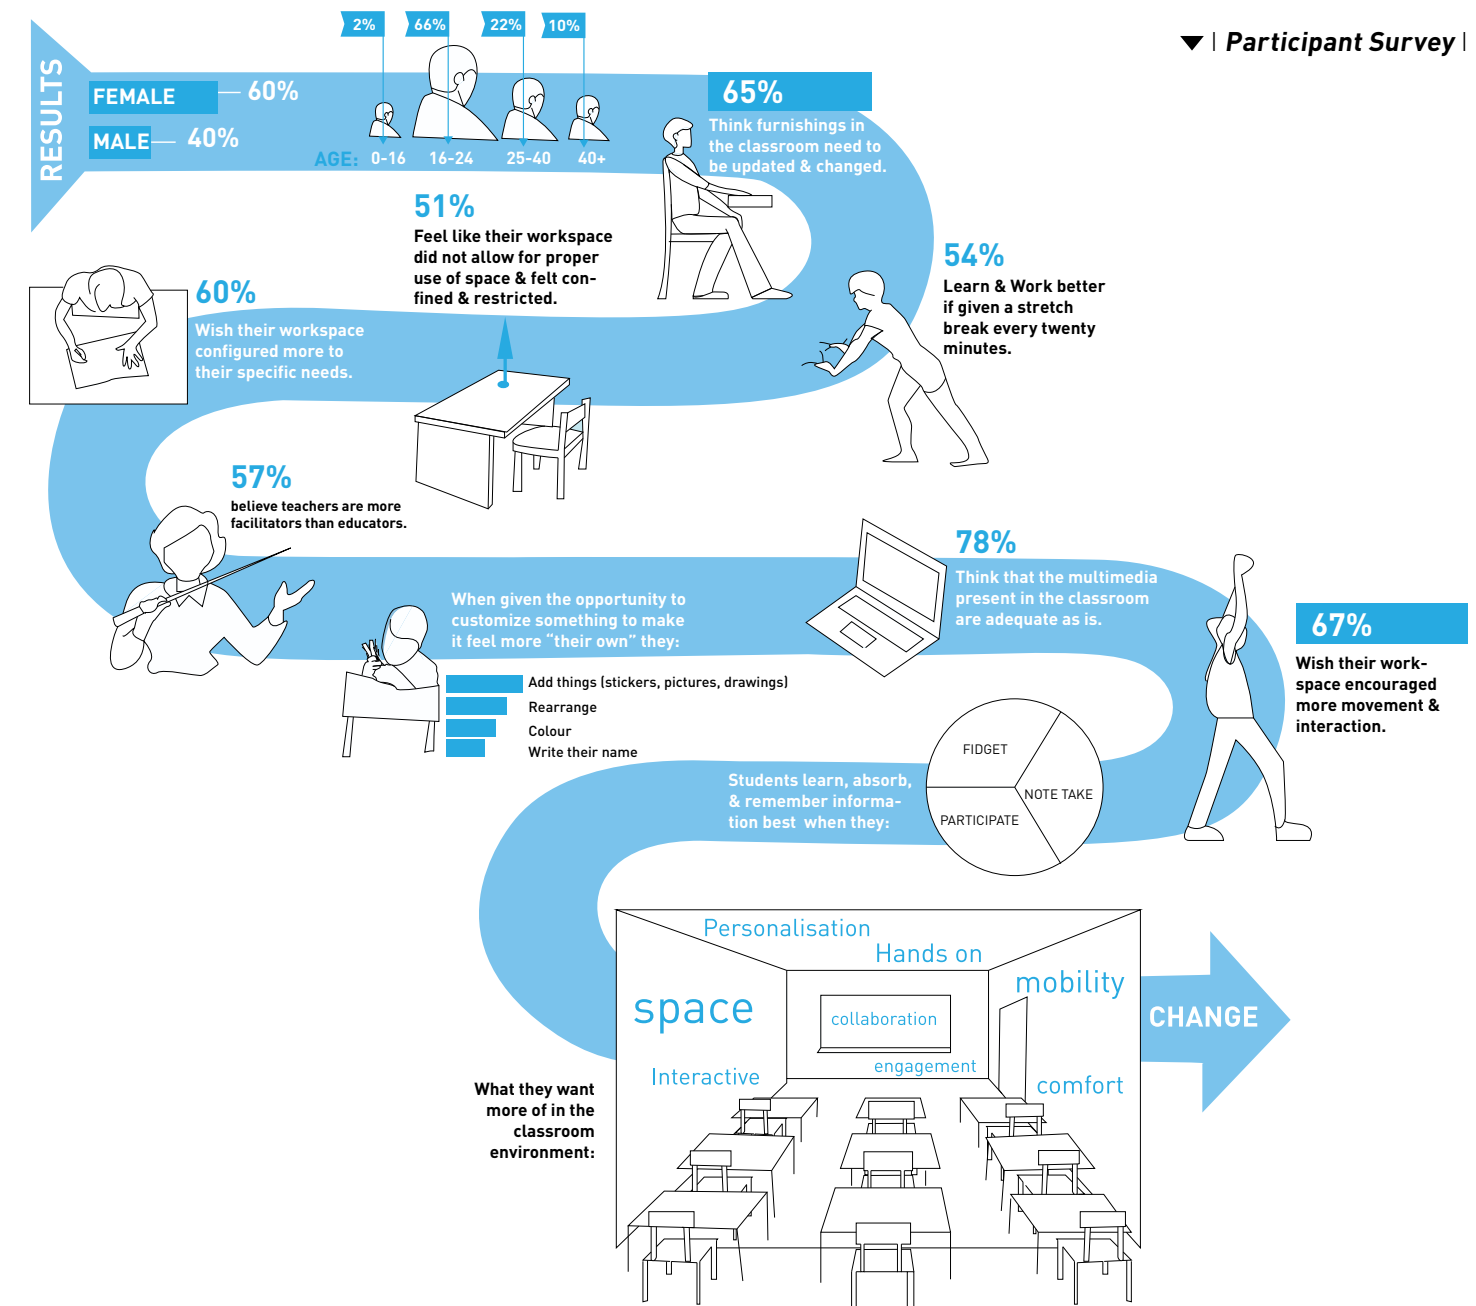 Participant Survey
RESULTS
FEMALE
60%
MALE
40%
2%
66%
22%
10%
AGE:
0-16
16-24
25-40
40+
65%
Think furnishings in
the classroom need to
be updated & changed.
51%
Feel like their workspace
did not allow for proper
use of space & felt con-
fined & restricted.
54%
Learn & Work better
if given a stretch
break every twenty
minutes.
60%
Wish their workspace
configured more to
their specific needs.
57%
believe teachers are more
facilitators than educators.
When given the opportunity to
customize something to make
it feel more “their own” they:
Add things (stickers, pictures, drawings)
Rearrange
Colour
Write their name
78%
Think that the multimedia
present in the classroom
are adequate as is.
67%
Wish their work-
space encouraged
more movement &
interaction.
Students learn, absorb,
& remember informa-
tion best when they:
FIDGET
NOTE TAKE
PARTICIPATE
What they want
more of in the
classroom
environment:
Personalisation
Hands on
space
mobility
collaboration
engagement
Interactive
comfort
CHANGE